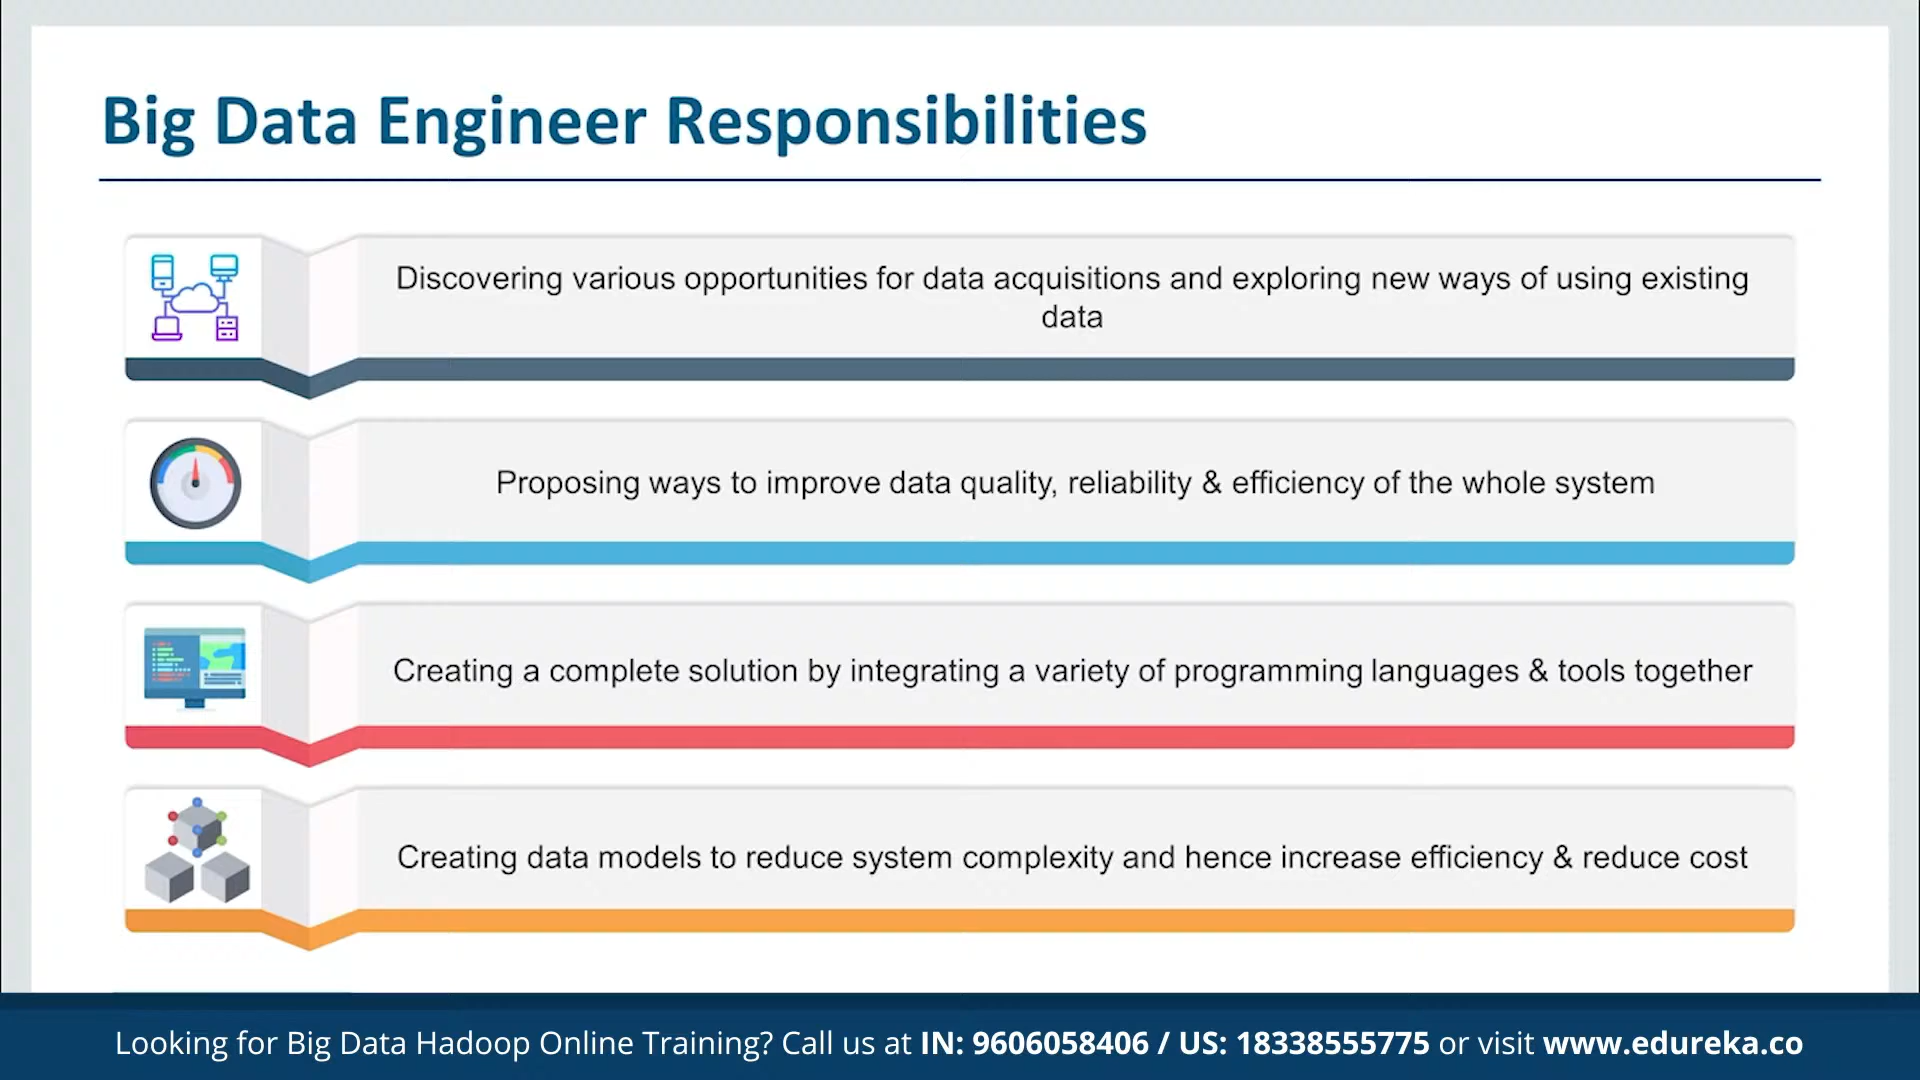 Big Data Engineer Responsibilities
Discovering various opportunities for data acquisitions and exploring new ways of using existing
data
Proposing ways to improve data quality, reliability & efficiency of the whole system
Creating a complete solution by integrating a variety of programming languages & tools together
Creating data models to reduce system complexity and hence increase efficiency & reduce cost
Looking for Big Data Hadoop Online Training? Call us at IN: 9606058406 / US: 18338555775 or visit www.edureka.co